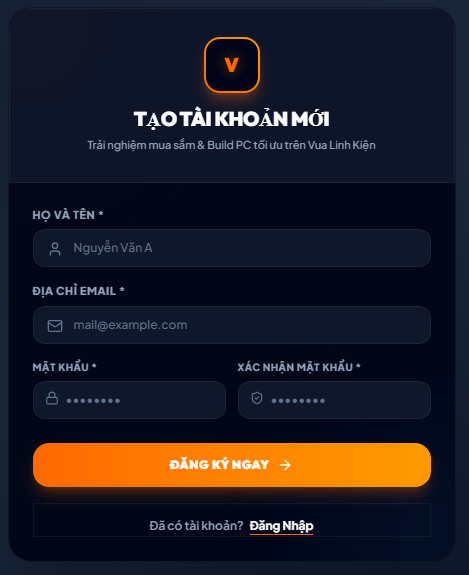 V
TẠO TÀI KHOẢN MỚI
Trải nghiệm mua sắm & Build PC tối ưu trên Vua Linh Kiện
HỌ VÀ TÊN *
Nguyễn Văn A
ĐỊA CHỈ EMAIL *
mail@example.com
MẬT KHẨU * XÁC NHẬN MẬT KHẨU *
•••••••• ••••••••
ĐĂNG KÝ NGAY →
Đã có tài khoản? Đăng Nhập